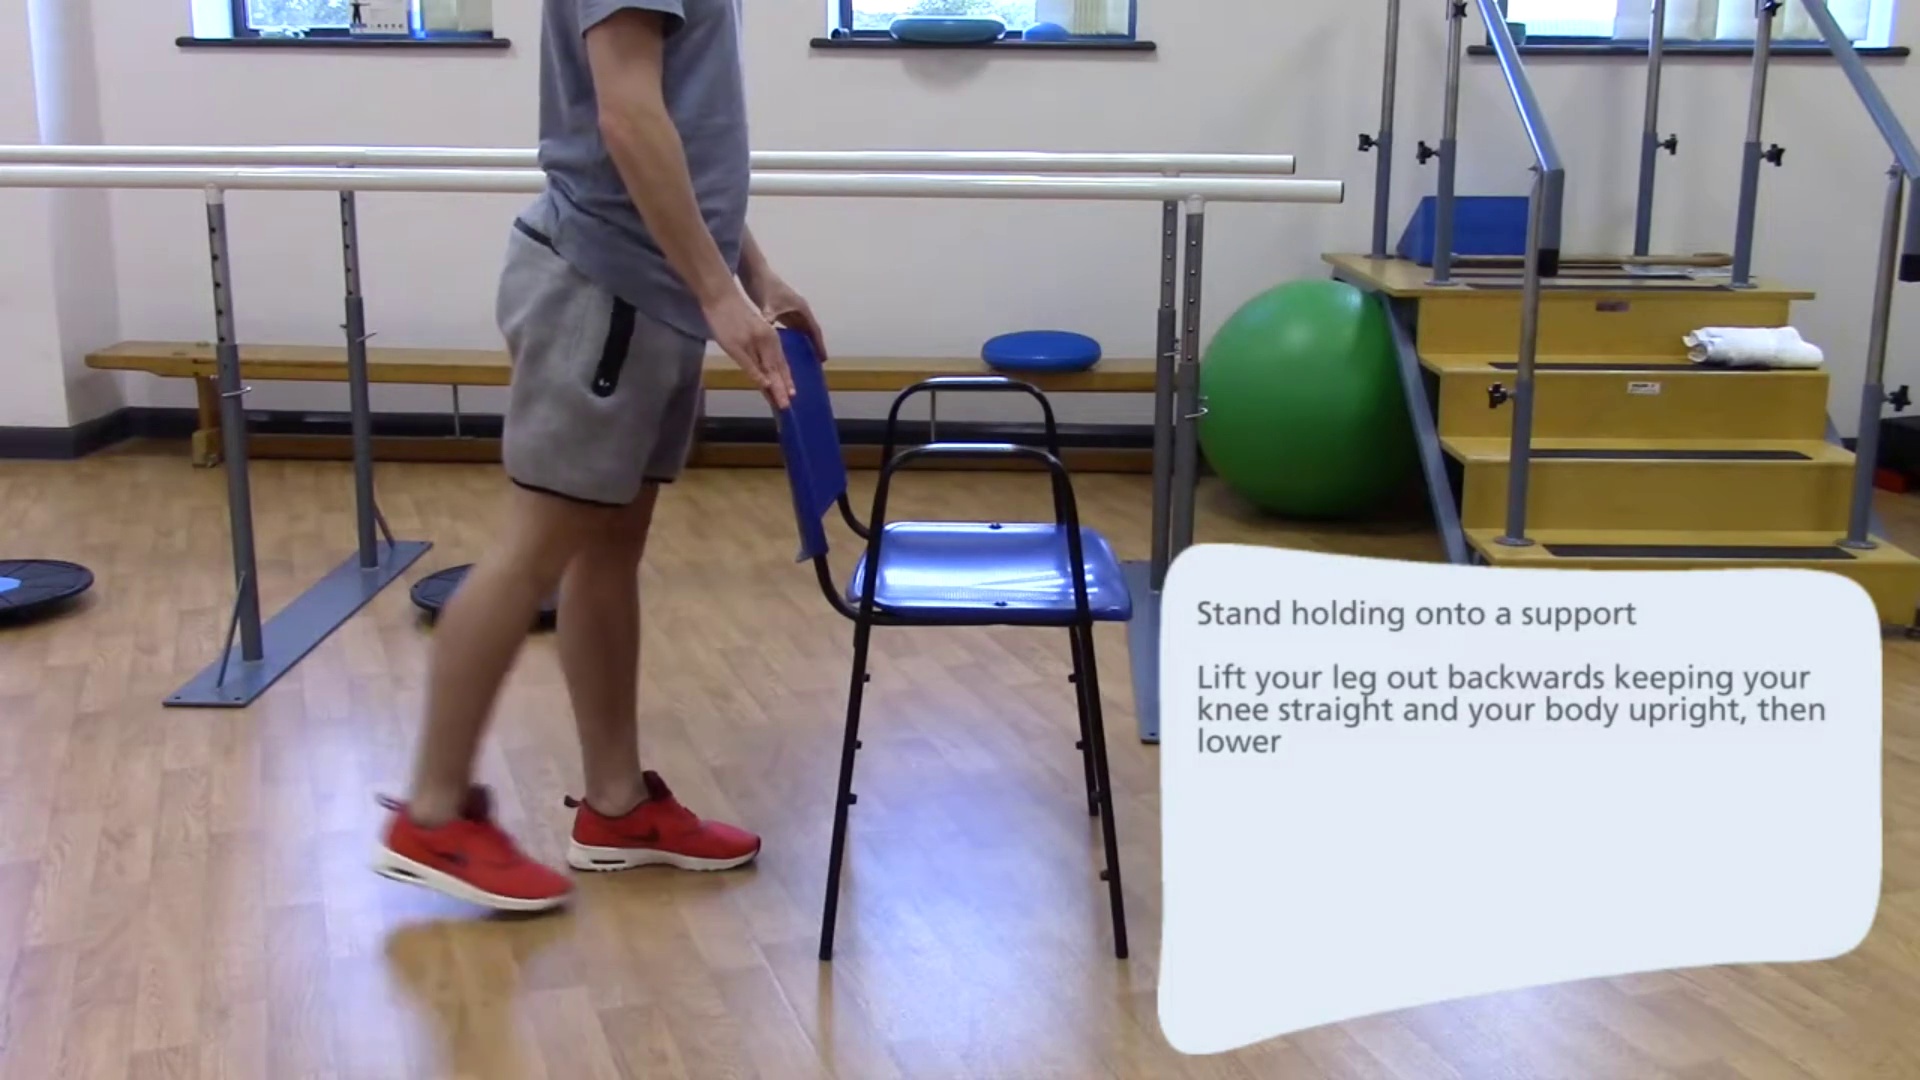 Stand holding onto a support
Lift your leg out backwards keeping your
knee straight and your body upright, then
lower